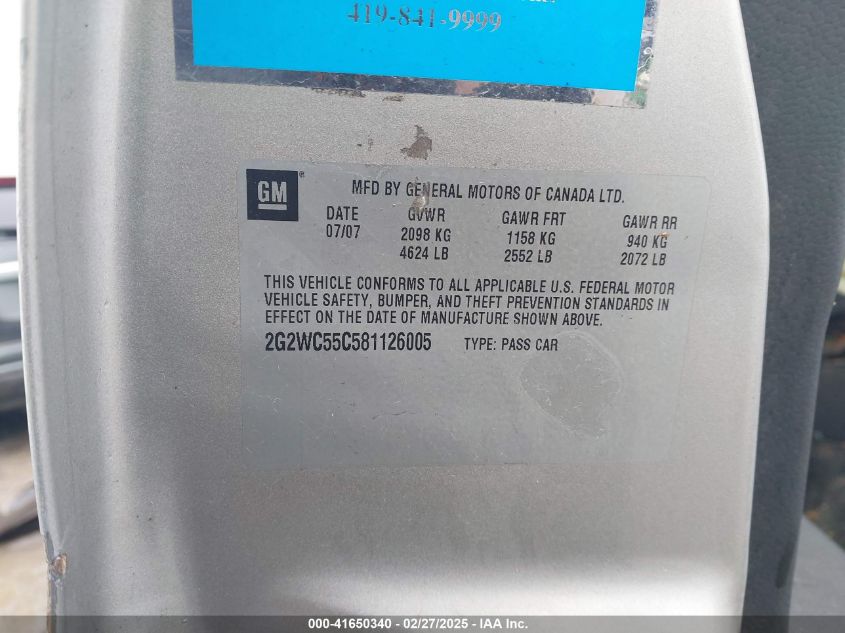 419-841-9999
GM
MFD BY GENERAL MOTORS OF CANADA LTD.
DATE GVWR GAWR FRT GAWR RR
07/07 2098 KG 1158 KG 940 KG
4624 LB 2552 LB 2072 LB
THIS VEHICLE CONFORMS TO ALL APPLICABLE U.S. FEDERAL MOTOR
VEHICLE SAFETY, BUMPER, AND THEFT PREVENTION STANDARDS IN
EFFECT ON THE DATE OF MANUFACTURE SHOWN ABOVE.
2G2WC55C581126005 TYPE: PASS CAR
000-41650340 - 02/27/2025 - IAA Inc.